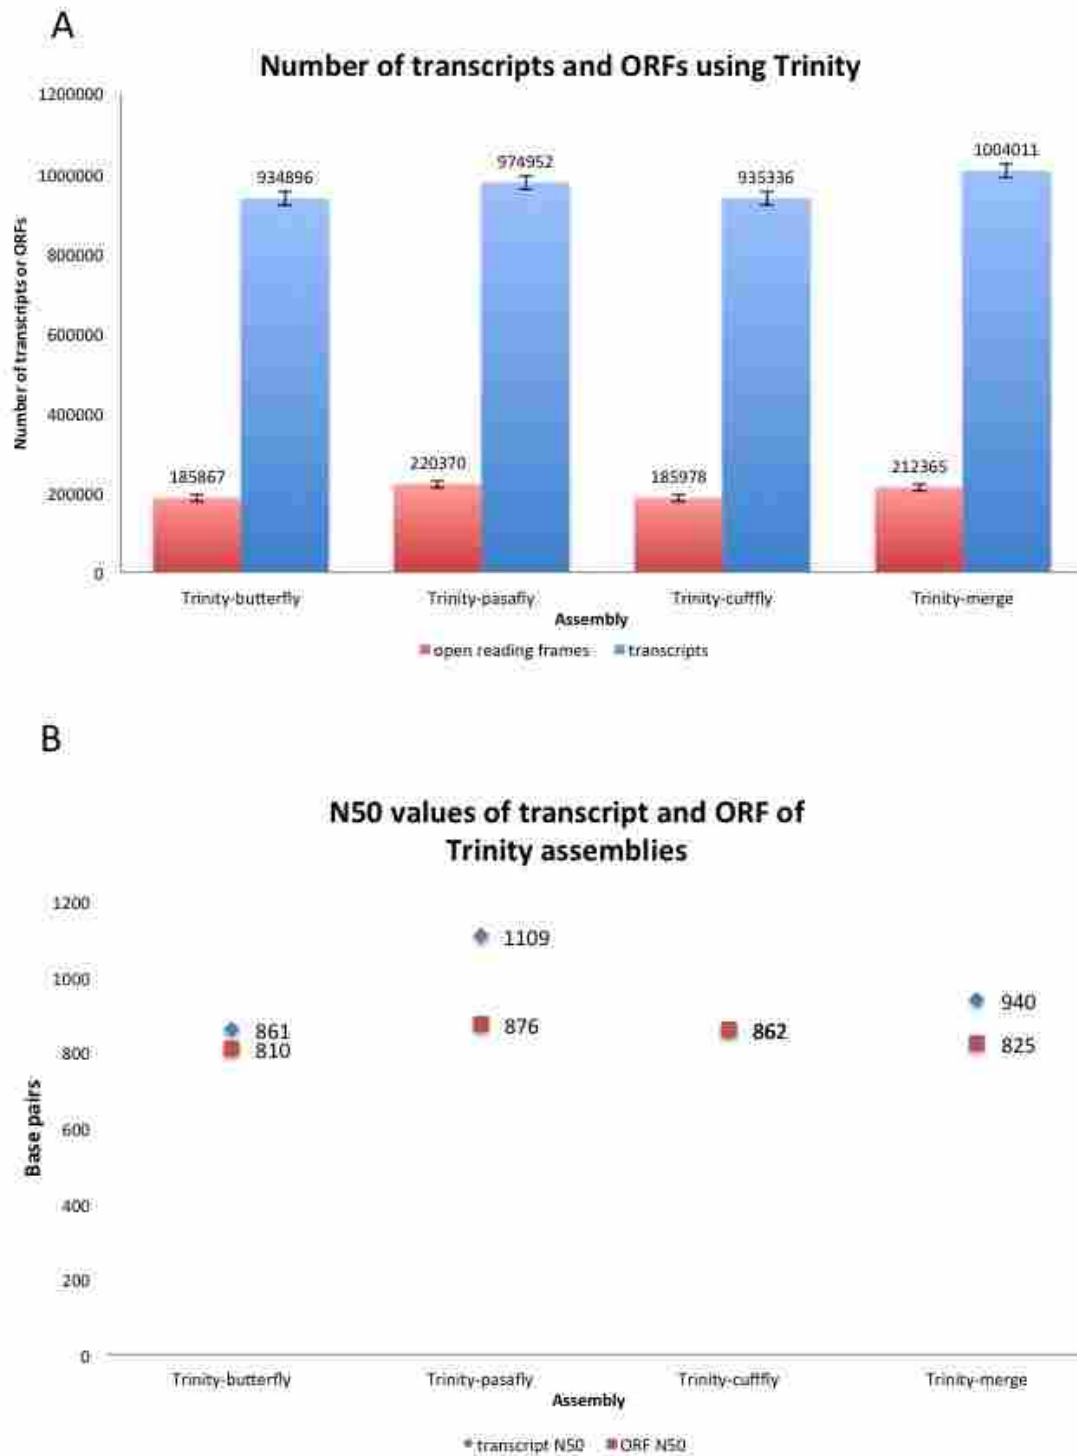 A
Number of transcripts and ORFs using Trinity
1200000
1000000
800000
600000
400000
200000
0
Number of transcripts or ORFs
185867
934896
220370
974952
185978
935336
212365
1004011
Trinity-butterfly
Trinity-pasafly
Trinity-cufffly
Trinity-merge
Assembly
open reading frames
transcripts
B
N50 values of transcript and ORF of
Trinity assemblies
1200
1000
800
600
400
200
0
Base pairs
861
810
1109
876
862
940
825
Trinity-butterfly
Trinity-pasafly
Trinity-cufffly
Trinity-merge
Assembly
transcript N50
ORF N50